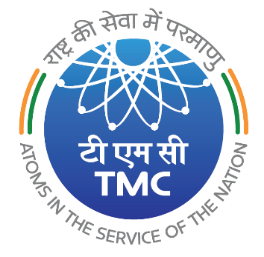 राष्ट्र की सेवा में परमाणु
टी एम सी
TMC
ATOMS IN THE SERVICE OF THE NATION